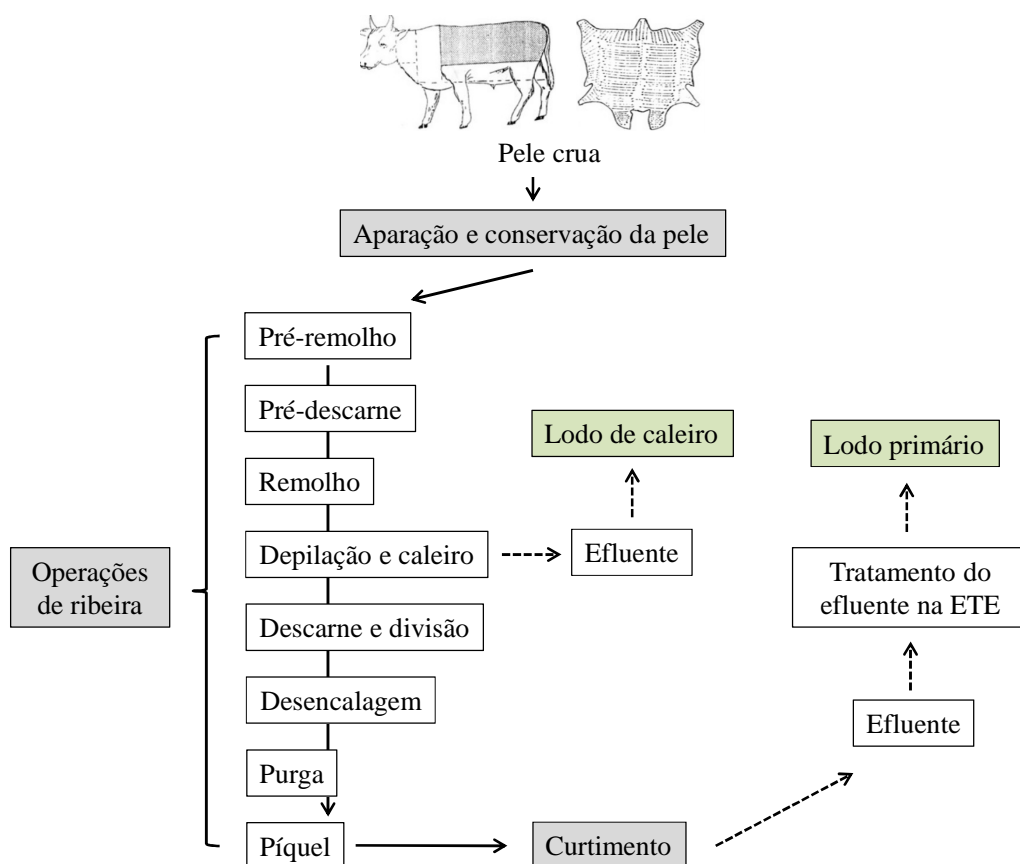 Pele crua
Aparação e conservação da pele
Pré-remolho
Pré-descarne
Remolho
Depilação e caleiro
Descarne e divisão
Desencalagem
Purga
Píquel
Operações
de ribeira
Efluente
Lodo de caleiro
Curtimento
Efluente
Tratamento do
efluente na ETE
Lodo primário